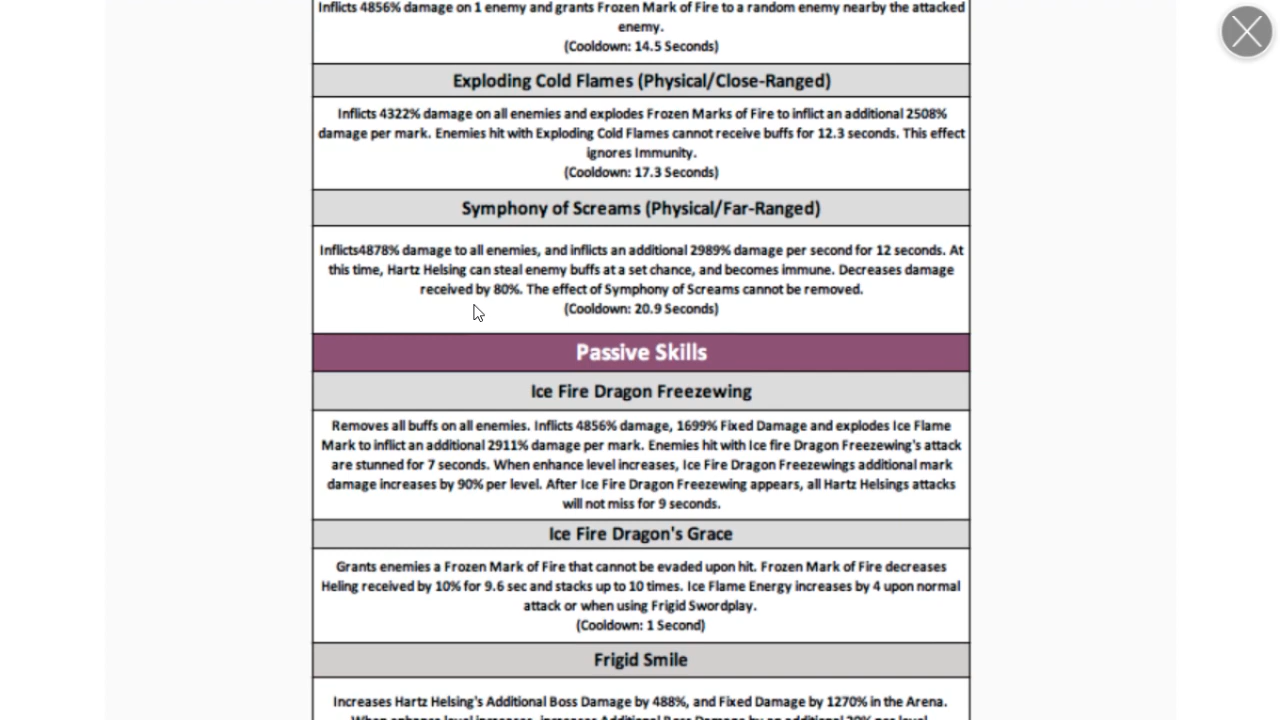 Inflicts 4856% damage on 1 enemy and grants Frozen Mark of Fire to a random enemy nearby the attacked
enemy.
(Cooldown: 14.5 Seconds)
Exploding Cold Flames (Physical/Close-Ranged)
Inflicts 4322% damage on all enemies and explodes Frozen Marks of Fire to inflict an additional 2508%
damage per mark. Enemies hit with Exploding Cold Flames cannot receive buffs for 12.3 seconds. This effect
ignores Immunity.
(Cooldown: 17.3 Seconds)
Symphony of Screams (Physical/Far-Ranged)
Inflicts4878% damage to all enemies, and inflicts an additional 2989% damage per second for 12 seconds. At
this time, Hartz Helsing can steal enemy buffs at a set chance, and becomes immune. Decreases damage
received by 80%. The effect of Symphony of Screams cannot be removed.
(Cooldown: 20.9 Seconds)
Passive Skills
Ice Fire Dragon Freezewing
Removes all buffs on all enemies. Inflicts 4856% damage, 1699% Fixed Damage and explodes Ice Flame
Mark to inflict an additional 2911% damage per mark. Enemies hit with Ice fire Dragon Freezewing's attack
are stunned for 7 seconds. When enhance level increases, Ice Fire Dragon Freezewings additional mark
damage increases by 90% per level. After Ice Fire Dragon Freezewing appears, all Hartz Helsings attacks
will not miss for 9 seconds.
Ice Fire Dragon's Grace
Grants enemies a Frozen Mark of Fire that cannot be evaded upon hit. Frozen Mark of Fire decreases
Heling received by 10% for 9.6 sec and stacks up to 10 times. Ice Flame Energy increases by 4 upon normal
attack or when using Frigid Swordplay.
(Cooldown: 1 Second)
Frigid Smile
Increases Hartz Helsing's Additional Boss Damage by 488%, and Fixed Damage by 1270% in the Arena.
When enhance level increases, increases Additional Boss Damage by an additional 20% per level